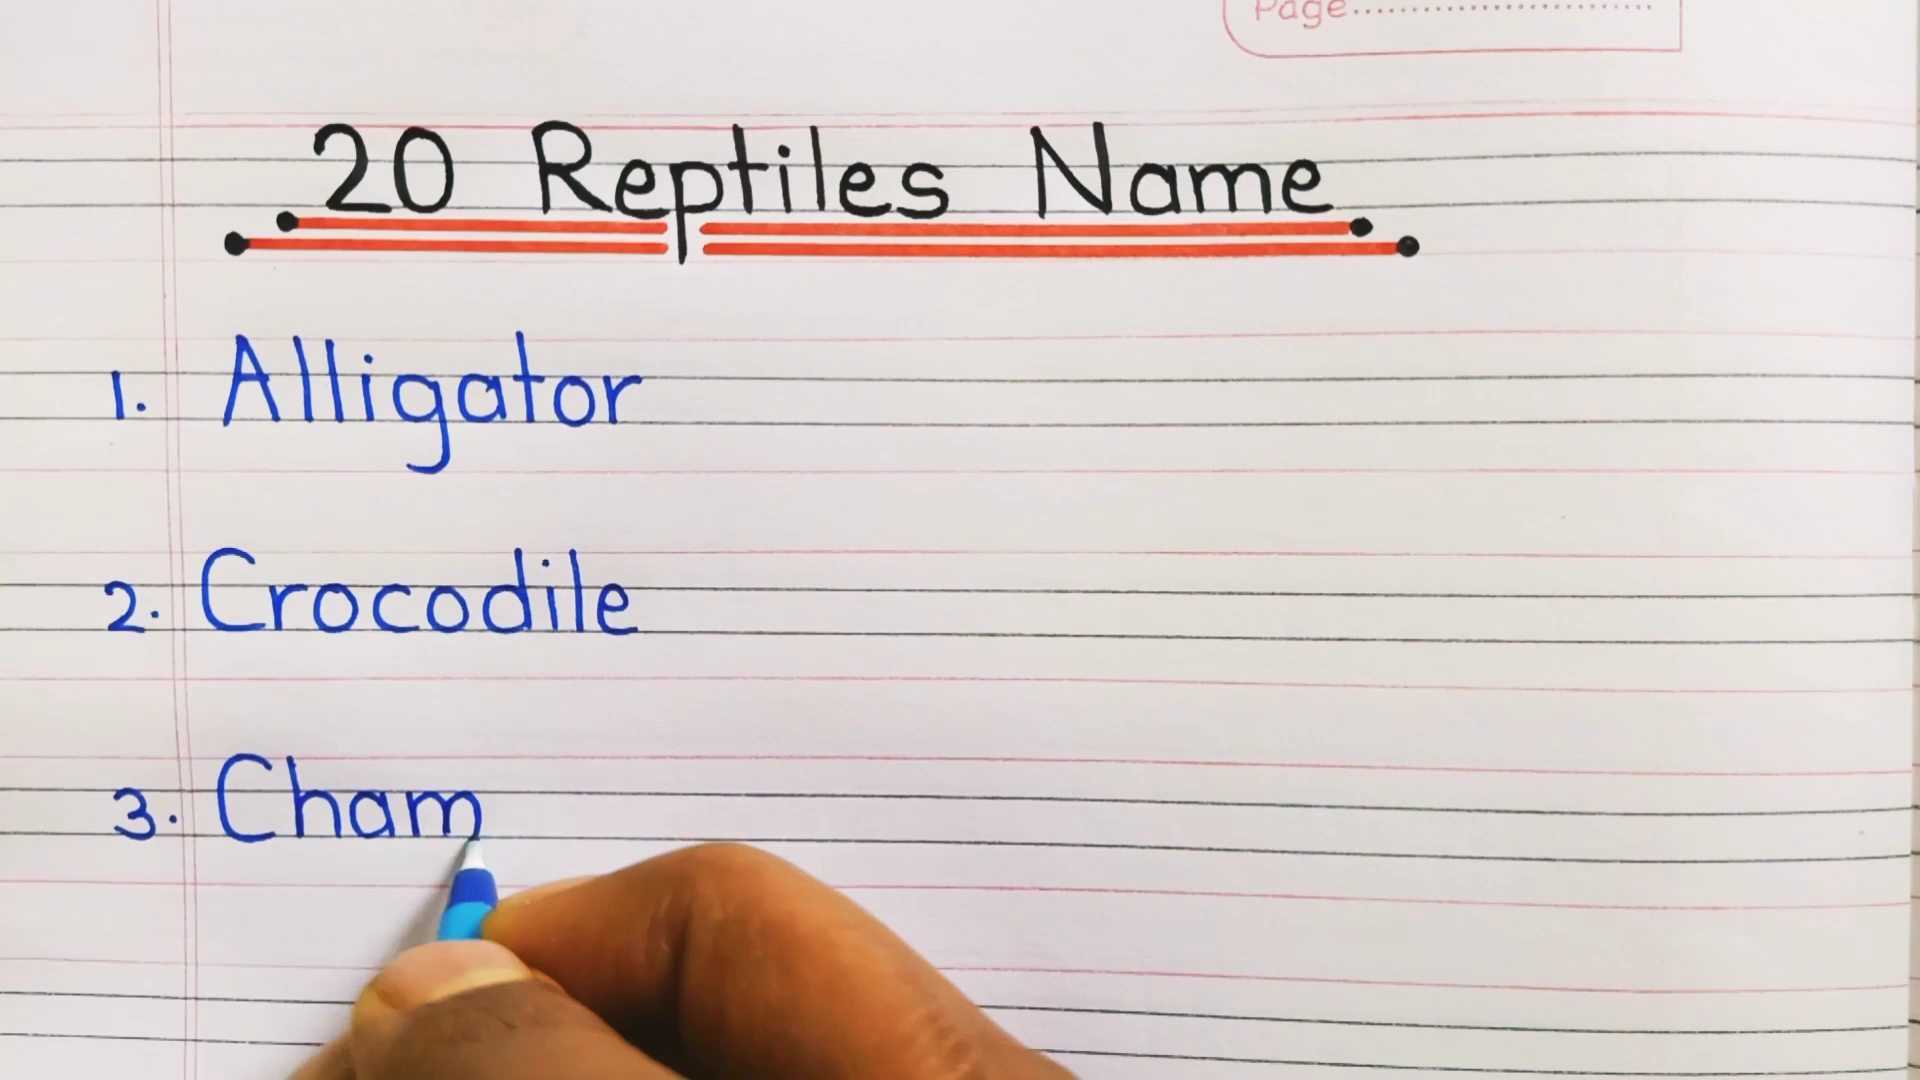 Page
20 Reptiles Name
1. Alligator
2. Crocodile
3. Cham